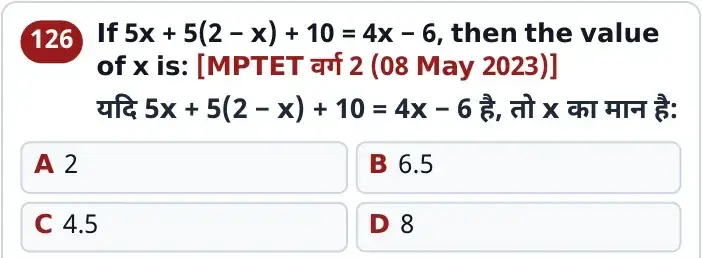 126 If 5x + 5(2 − x) + 10 = 4x − 6, then the value
of x is: [MPTET वर्ग 2 (08 May 2023)]
यदि 5x + 5(2 − x) + 10 = 4x − 6 है, तो x का मान है:
A 2
B 6.5
C 4.5
D 8